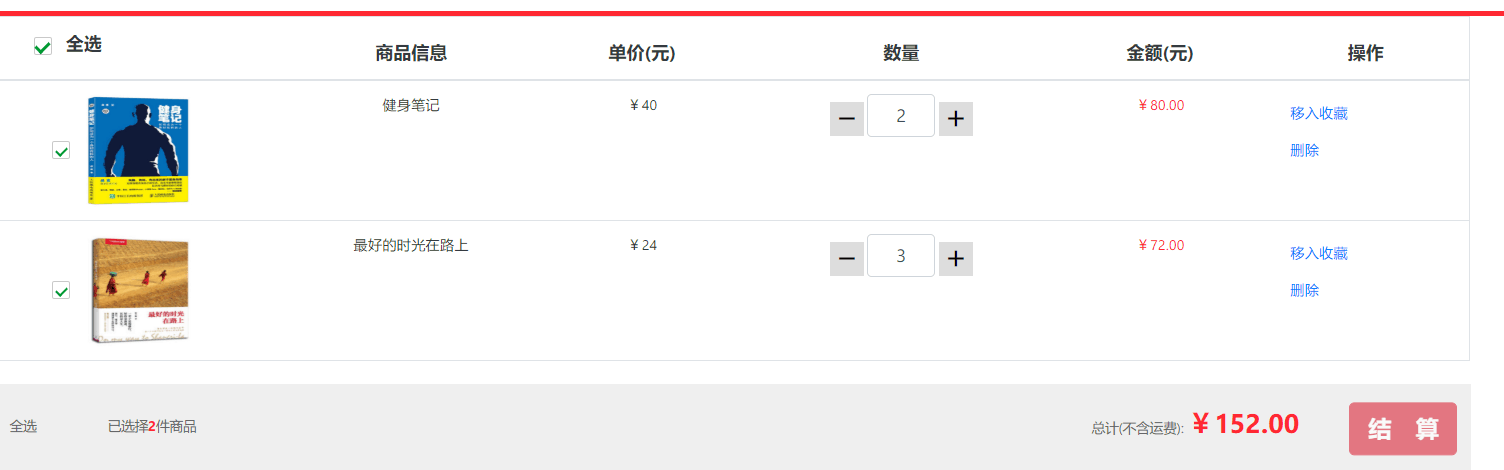 全选
商品信息 单价(元) 数量 金额(元) 操作
健身笔记 ¥40 2 ¥80.00
移入收藏
删除
健身
笔记
最好的时光在路上 ¥24 3 ¥72.00
移入收藏
删除
最好的时光
在路上
全选 已选择2件商品 总计(不含运费): ¥152.00 结 算